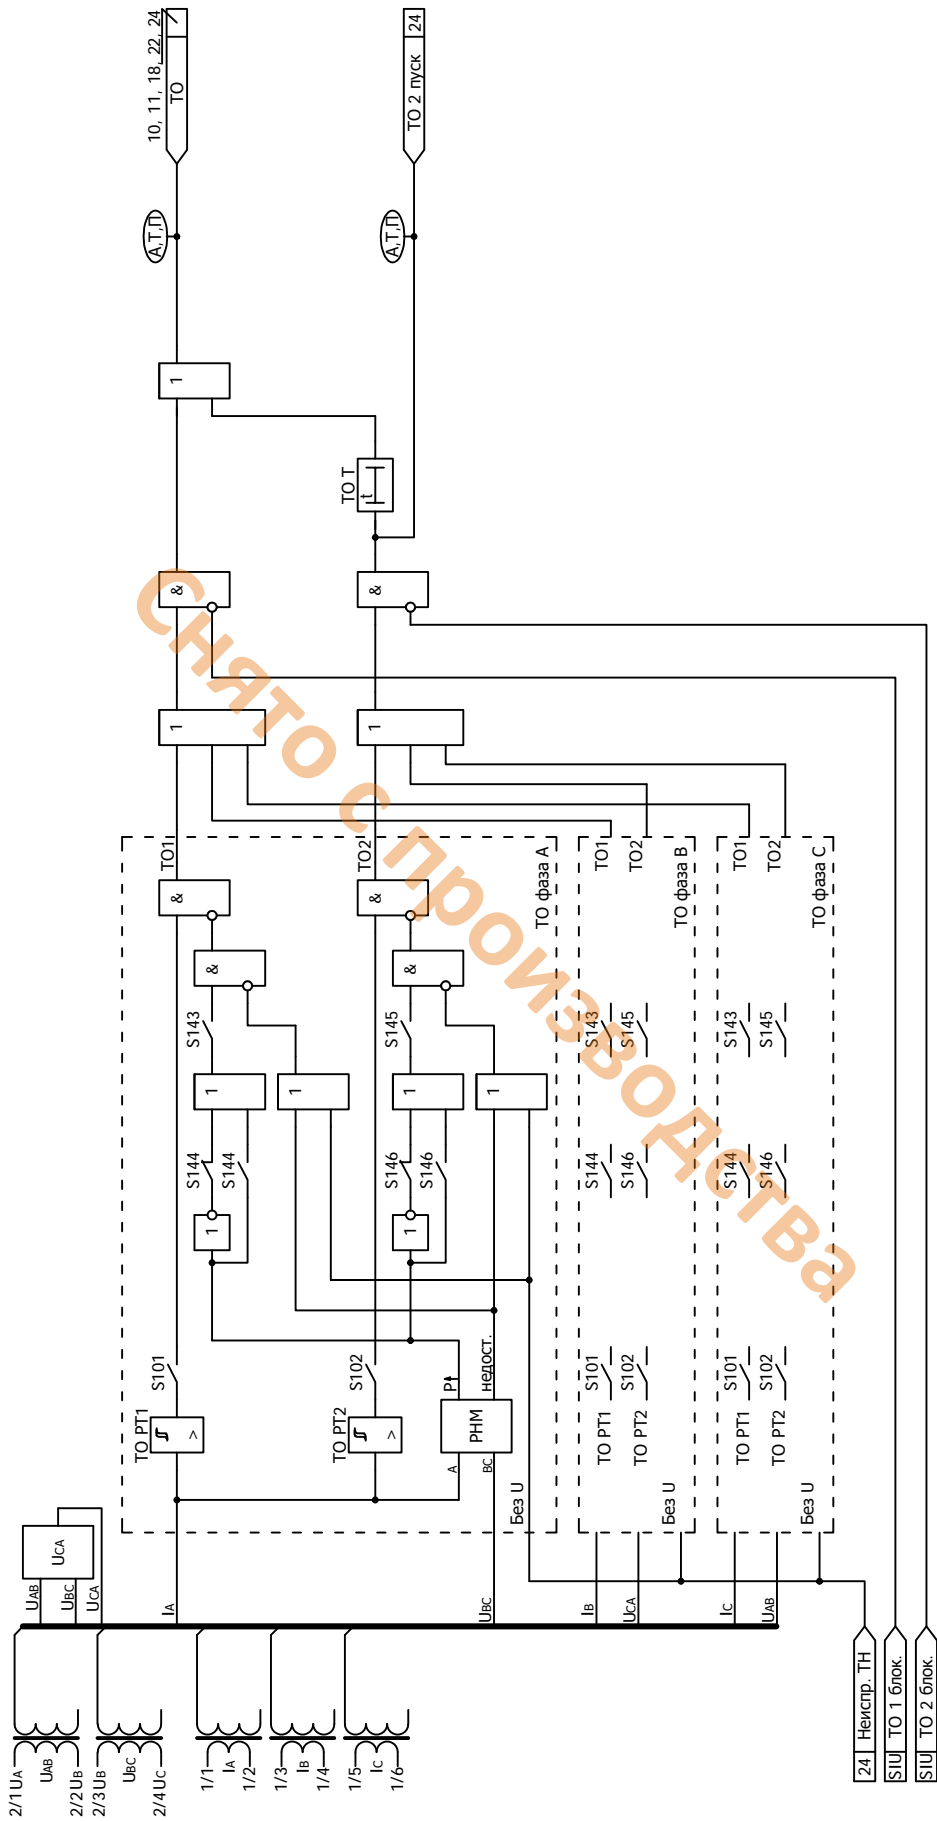 10, 11, 18, 22, 24
ТО
24
ТО 2 пуск
А,Т,П
А,Т,П
1
ТО Т
t
&
&
1
1
ТО1
ТО2
&
&
&
&
S143
S145
1
1
1
1
S144
S144
S146
S146
1
1
S101
S102
ТО РТ1
>
ТО РТ2
>
Р
недост.
РНМ
А
ВС
Без U
ТО фаза А
ТО1
ТО2
ТО фаза В
S143
S145
S144
S146
S101
S102
ТО РТ1
ТО РТ2
Без U
ТО1
ТО2
ТО фаза С
S143
S145
S144
S146
S101
S102
ТО РТ1
ТО РТ2
Без U
UCA
UAB
UBC
UCA
IA
UBC
IB
UCA
IC
UAB
2/1 UA
UAB
2/2 UB
2/3 UB
UBC
2/4 UC
1/1
IA
1/2
1/3
IB
1/4
1/5
IC
1/6
24 Неиспр. ТН
SIU ТО 1 блок.
SIU ТО 2 блок.
Снято с производства